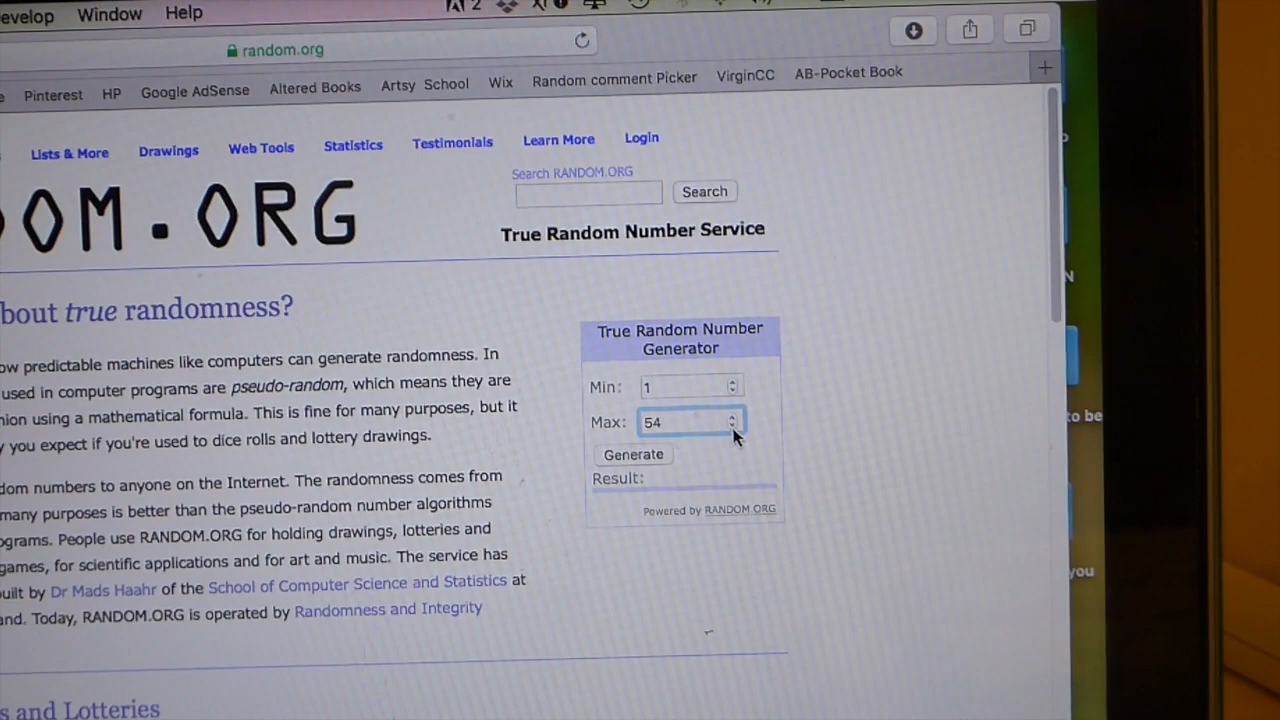 evelop Window Help
2
random.org
Pinterest HP Google AdSense Altered Books Artsy School Wix Random comment Picker VirginCC AB-Pocket Book
Lists & More Drawings Web Tools Statistics Testimonials Learn More Login
Search RANDOM.ORG
Search
OM.ORG
True Random Number Service
bout true randomness?
True Random Number
Generator
ow predictable machines like computers can generate randomness. In
used in computer programs are pseudo-random, which means they are
nion using a mathematical formula. This is fine for many purposes, but it
y you expect if you're used to dice rolls and lottery drawings.
Min: 1
Max: 54
Generate
Result:
Powered by RANDOM.ORG
dom numbers to anyone on the Internet. The randomness comes from
many purposes is better than the pseudo-random number algorithms
ograms. People use RANDOM.ORG for holding drawings, lotteries and
games, for scientific applications and for art and music. The service has
built by Dr Mads Haahr of the School of Computer Science and Statistics at
and. Today, RANDOM.ORG is operated by Randomness and Integrity
s and Lotteries
N
to be
you